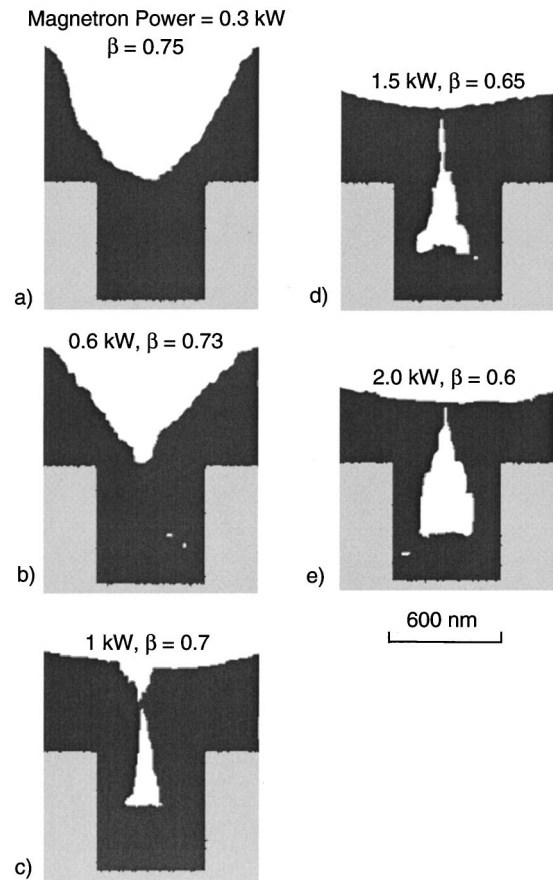 Magnetron Power = 0.3 kW
β = 0.75
a)
0.6 kW, β = 0.73
b)
1 kW, β = 0.7
c)
1.5 kW, β = 0.65
d)
2.0 kW, β = 0.6
e)
600 nm